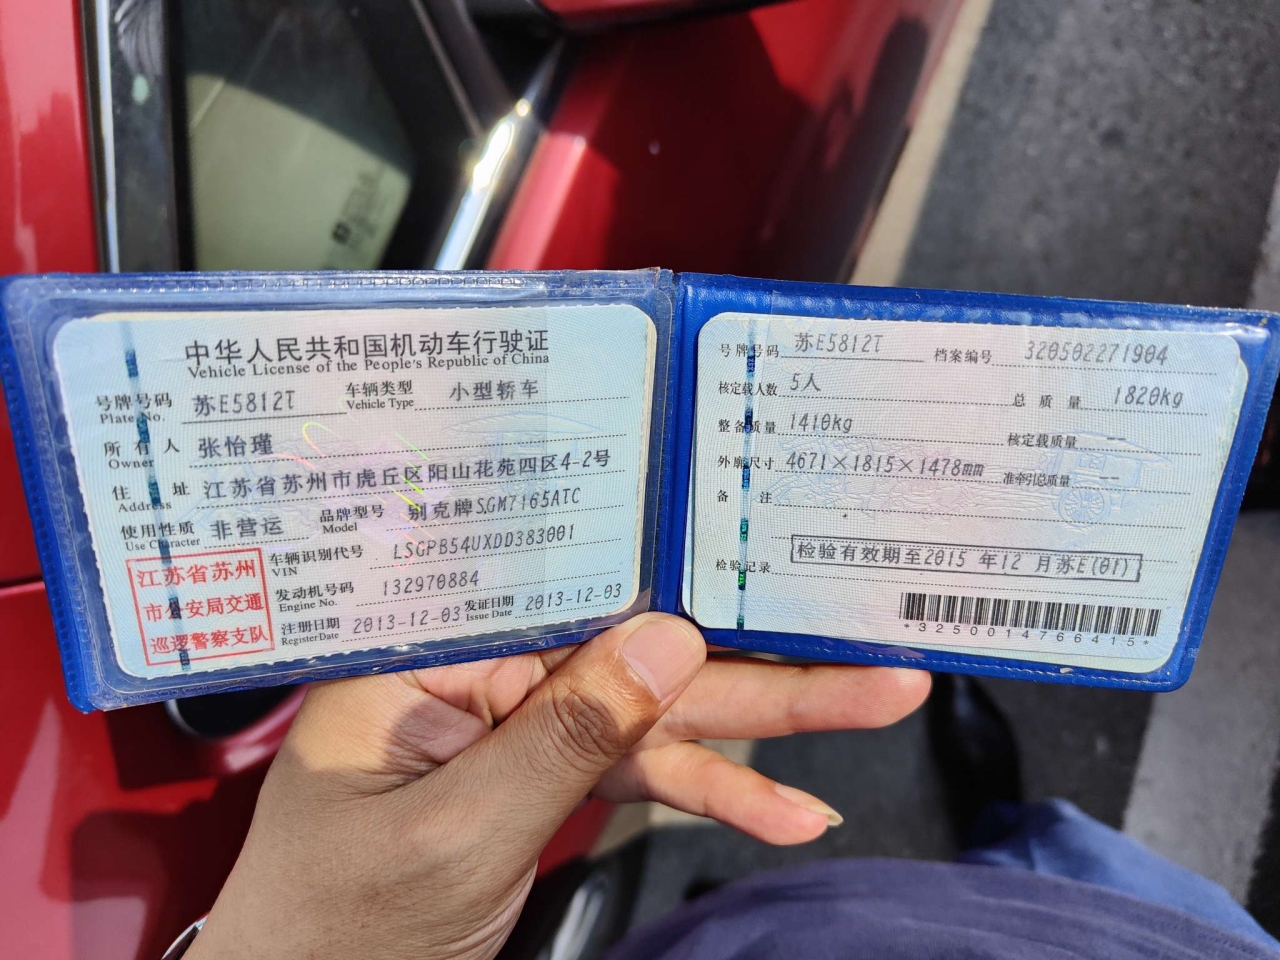 中华人民共和国机动车行驶证
Vehicle License of the People's Republic of China
号牌号码 苏E5812T 车辆类型 小型轿车
Plate No. Vehicle Type
所有人 张怡瑾
Owner
住址 江苏省苏州市虎丘区阳山花苑四区4-2号
Address
使用性质 非营运 品牌型号 别克牌SGM7165ATC
Use Character Model
江苏省苏州
市公安局交通
巡逻警察支队
车辆识别代号 LSGPB54UXDD383001
VIN
发动机号码 132970884
Engine No.
注册日期 2013-12-03 发证日期 2013-12-03
Register Date Issue Date
号牌号码 苏E5812T 档案编号 320502271904
核定载人数 5人 总质量 1820kg
整备质量 1410kg 核定载质量 --
外廓尺寸 4671×1815×1478mm 准牵引总质量 --
备注
检验记录 检验有效期至2015年12月苏E(01)
*3250014766415*